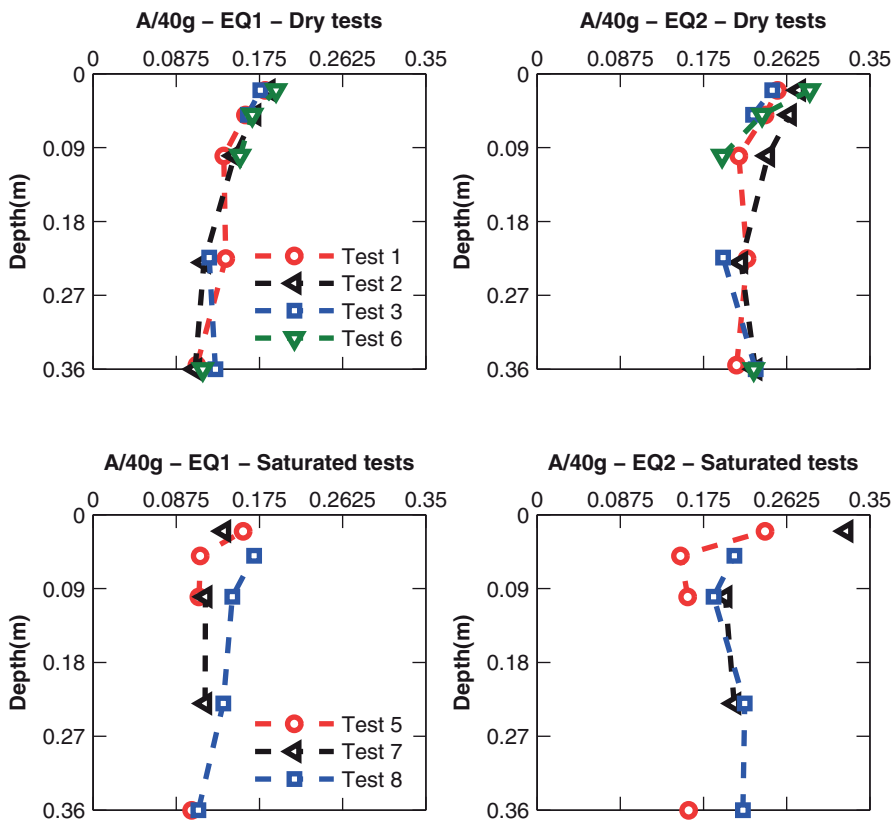 A/40g – EQ1 – Dry tests
0 0.0875 0.175 0.2625 0.35
0
0.09
0.18
0.27
0.36
Depth(m)
Test 1
Test 2
Test 3
Test 6
A/40g – EQ2 – Dry tests
0 0.0875 0.175 0.2625 0.35
0
0.09
0.18
0.27
0.36
Depth(m)
A/40g – EQ1 – Saturated tests
0 0.0875 0.175 0.2625 0.35
0
0.09
0.18
0.27
0.36
Depth(m)
Test 5
Test 7
Test 8
A/40g – EQ2 – Saturated tests
0 0.0875 0.175 0.2625 0.35
0
0.09
0.18
0.27
0.36
Depth(m)